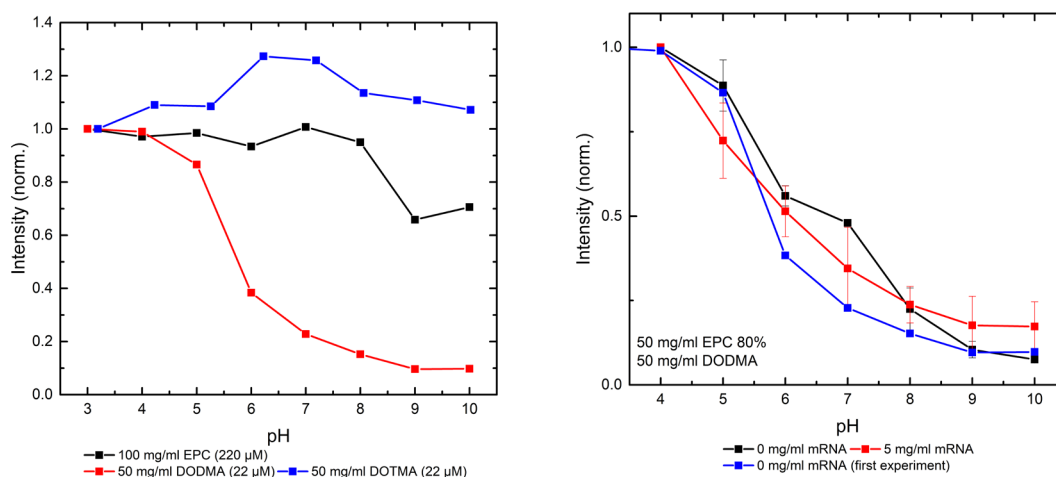 1.4
1.2
1.0
0.8
0.6
0.4
0.2
0.0
Intensity (norm.)
3 4 5 6 7 8 9 10
pH
100 mg/ml EPC (220 µM)
50 mg/ml DODMA (22 µM) 50 mg/ml DOTMA (22 µM)
1.0
0.5
0.0
Intensity (norm.)
50 mg/ml EPC 80%
50 mg/ml DODMA
4 5 6 7 8 9 10
pH
0 mg/ml mRNA 5 mg/ml mRNA
0 mg/ml mRNA (first experiment)